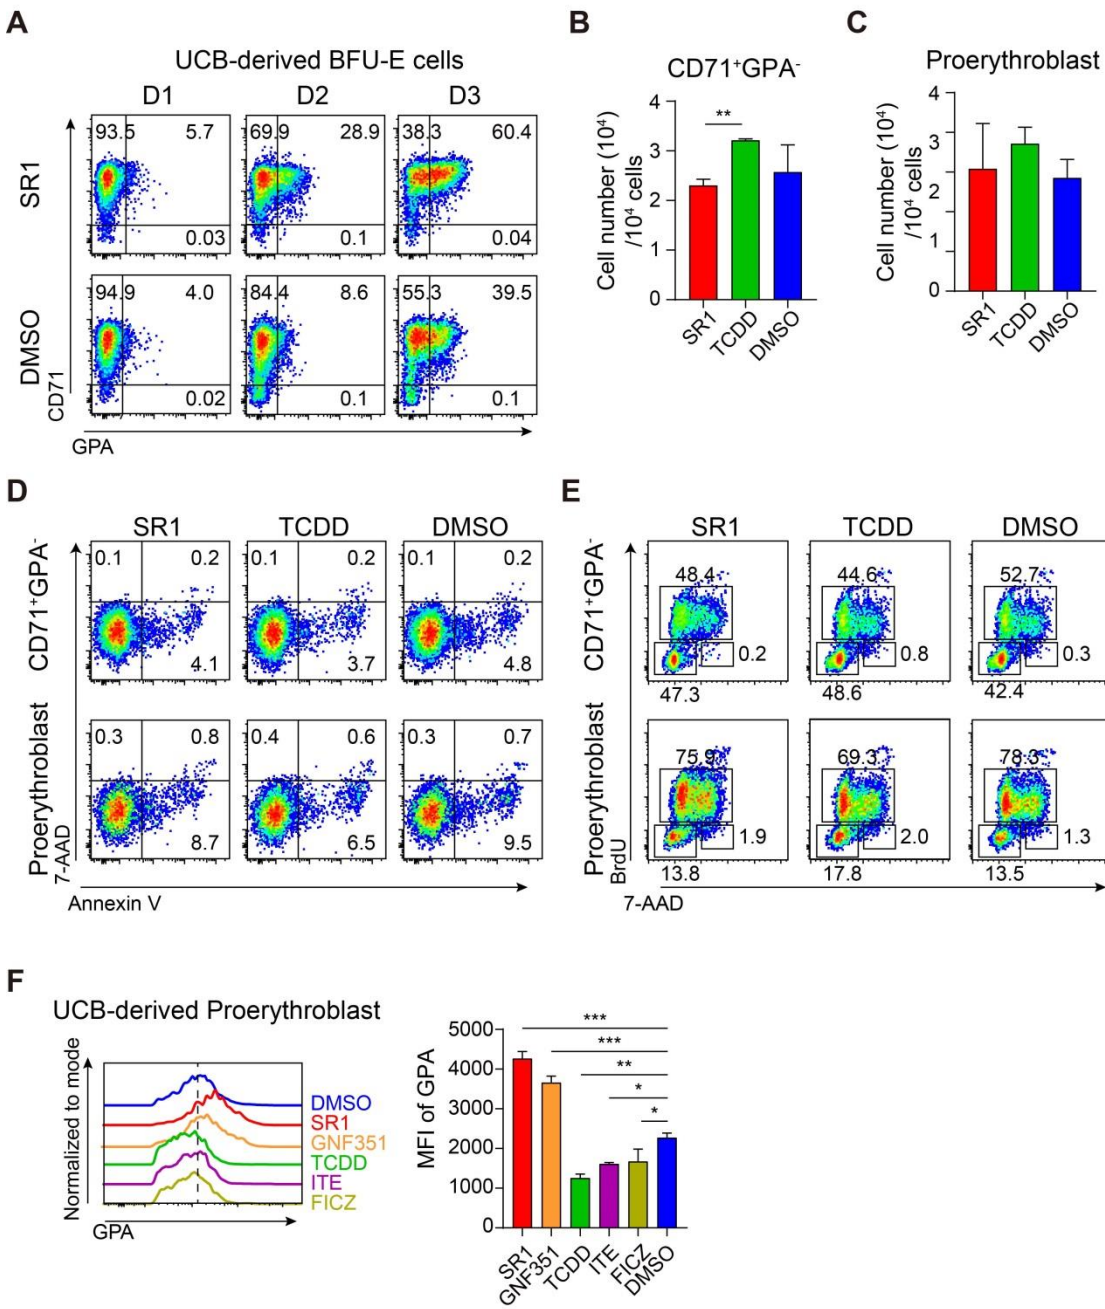 A
UCB-derived BFU-E cells
D1 D2 D3
SR1
93.5 5.7 69.9 28.9 38.3 60.4
0.03 0.1 0.04
DMSO
94.9 4.0 84.4 8.6 55.3 39.5
0.02 0.1 0.1
CD71
GPA
B
CD71⁺GPA⁻
Cell number (10⁴)
/10⁴ cells
4
3
2
1
0
**
SR1 TCDD DMSO
C
Proerythroblast
Cell number (10⁴)
/10⁴ cells
4
3
2
4
0
SR1 TCDD DMSO
D
SR1 TCDD DMSO
CD71⁺GPA⁻
0.1 0.2 0.1 0.2 0.1 0.2
4.1 3.7 4.8
Proerythroblast
0.3 0.8 0.4 0.6 0.3 0.7
8.7 6.5 9.5
7-AAD
Annexin V
E
SR1 TCDD DMSO
CD71⁺GPA⁻
48.4 44.6 52.7
0.2 0.8 0.3
47.3 48.6 42.4
Proerythroblast
75.9 69.3 78.3
1.9 2.0 1.3
13.8 17.8 13.5
BrdU
7-AAD
F
UCB-derived Proerythroblast
Normalized to mode
DMSO
SR1
GNF351
TCDD
ITE
FICZ
GPA
MFI of GPA
5000
4000
3000
2000
1000
0
***
***
**
*
*
SR1 GNF351 TCDD ITE FICZ DMSO